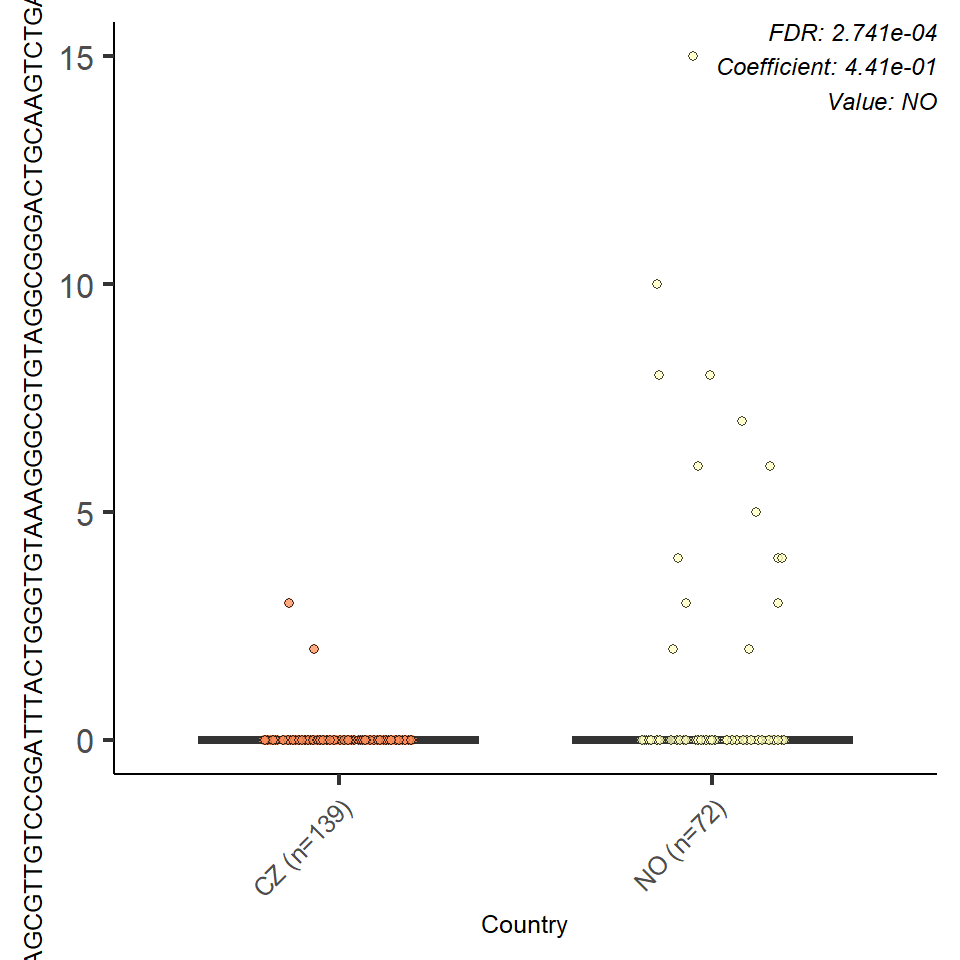 FDR: 2.741e-04
Coefficient: 4.41e-01
Value: NO
15
10
5
0
AGCGTTGTCCGGATTTACTGGGTGTAAAGGGCGTGTAGGCGGGACTGCAAGTCTGA
CZ (n=139)
NO (n=72)
Country